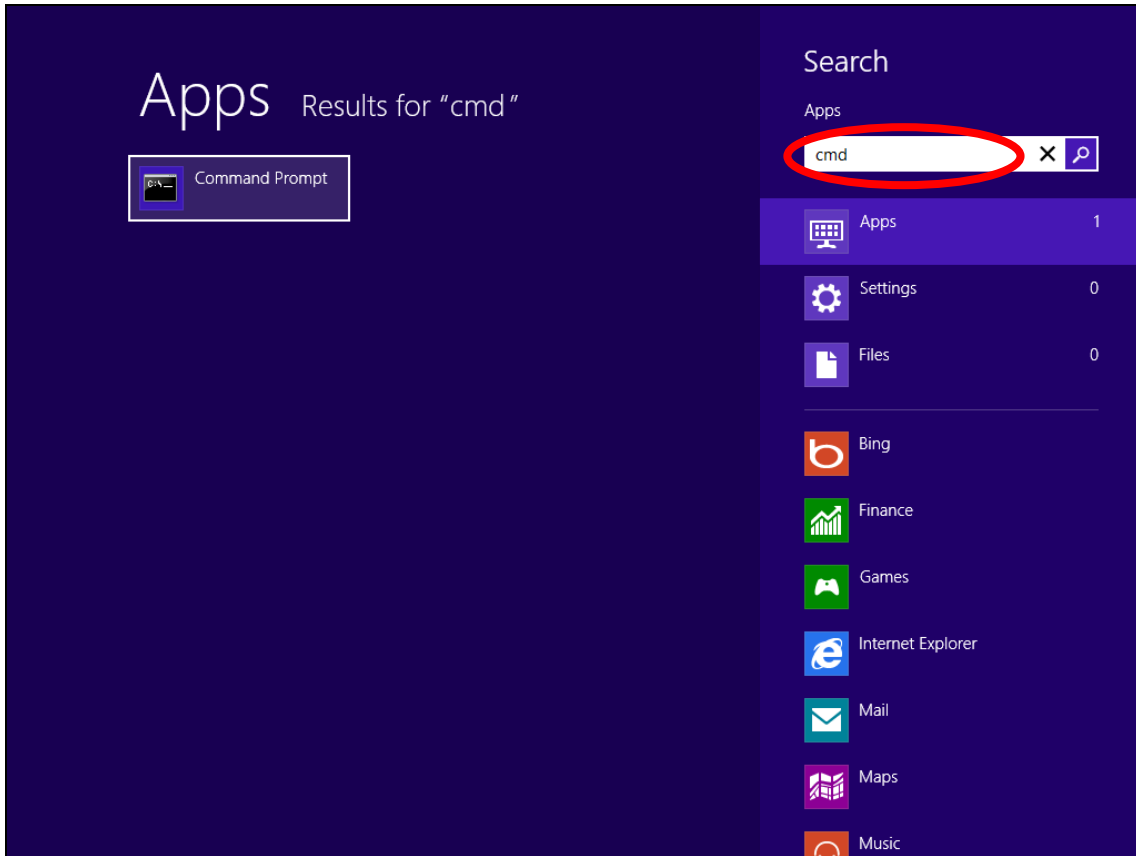 Apps Results for “cmd”
Command Prompt
Search
Apps
cmd
Apps 1
Settings 0
Files 0
Bing
Finance
Games
Internet Explorer
Mail
Maps
Music